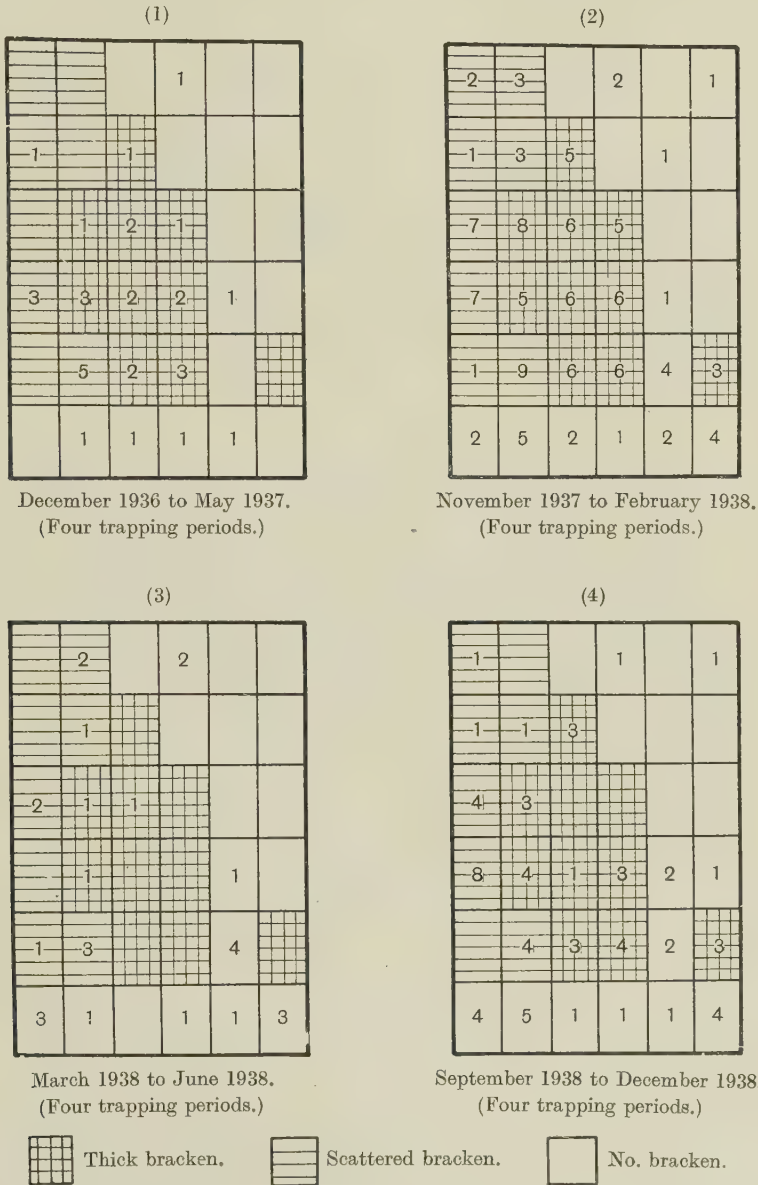 (1)
1
1 1
1 2 1
3 3 2 2 1
5 2 3
1 1 1 1
December 1936 to May 1937.
(Four trapping periods.)
(2)
2 3 2 1
1 3 5 1
7 8 6 5
7 5 6 6 1
1 9 6 6 4 3
2 5 2 1 2 4
November 1937 to February 1938.
(Four trapping periods.)
(3)
2 2
1
2 1 1
1 1
1 3 4
3 1 1 1 3
March 1938 to June 1938.
(Four trapping periods.)
(4)
1 1 1
1 1 3
4 3
8 4 1 3 2 1
4 3 4 2 3
4 5 1 1 1 4
September 1938 to December 1938
(Four trapping periods.)
Thick bracken.
Scattered bracken.
No. bracken.